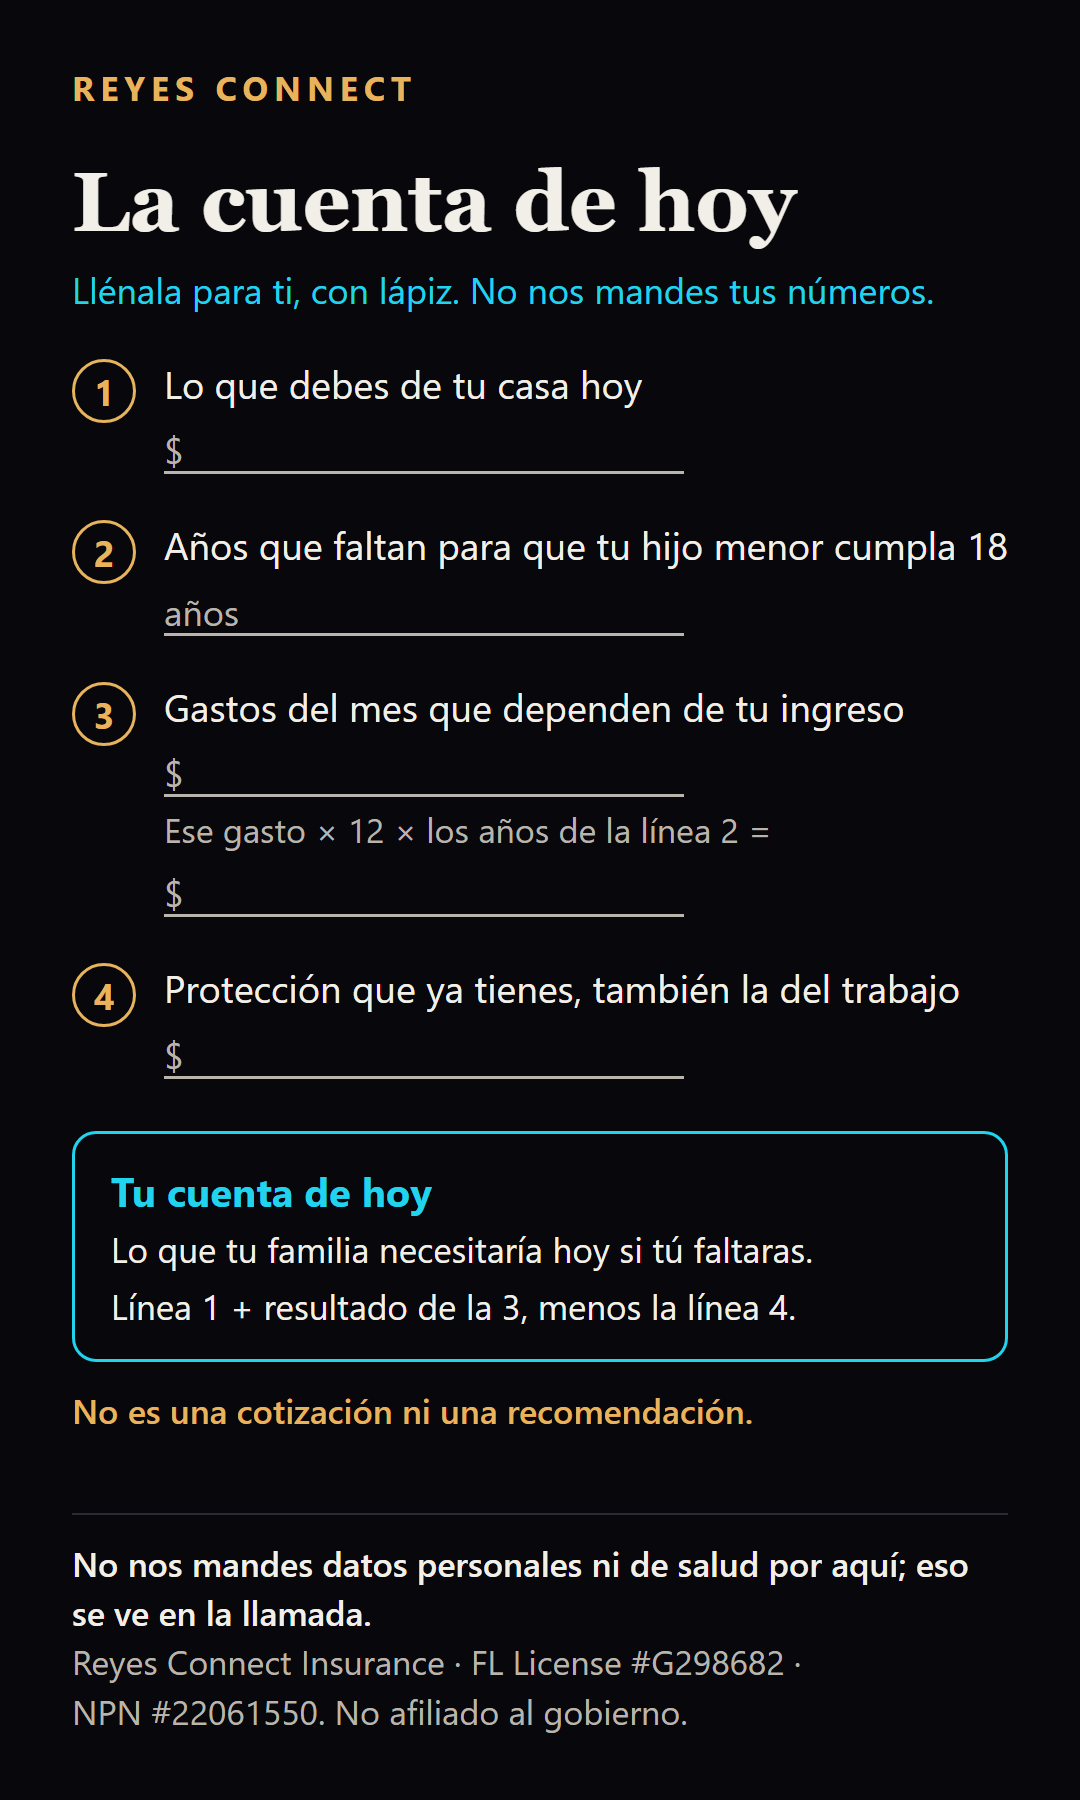 REYES CONNECT
La cuenta de hoy
Llénala para ti, con lápiz. No nos mandes tus números.
1 Lo que debes de tu casa hoy
$
2 Años que faltan para que tu hijo menor cumpla 18
años
3 Gastos del mes que dependen de tu ingreso
$
Ese gasto × 12 × los años de la línea 2 =
$
4 Protección que ya tienes, también la del trabajo
$
Tu cuenta de hoy
Lo que tu familia necesitaría hoy si tú faltaras.
Línea 1 + resultado de la 3, menos la línea 4.
No es una cotización ni una recomendación.
No nos mandes datos personales ni de salud por aquí; eso
se ve en la llamada.
Reyes Connect Insurance · FL License #G298682 ·
NPN #22061550. No afiliado al gobierno.